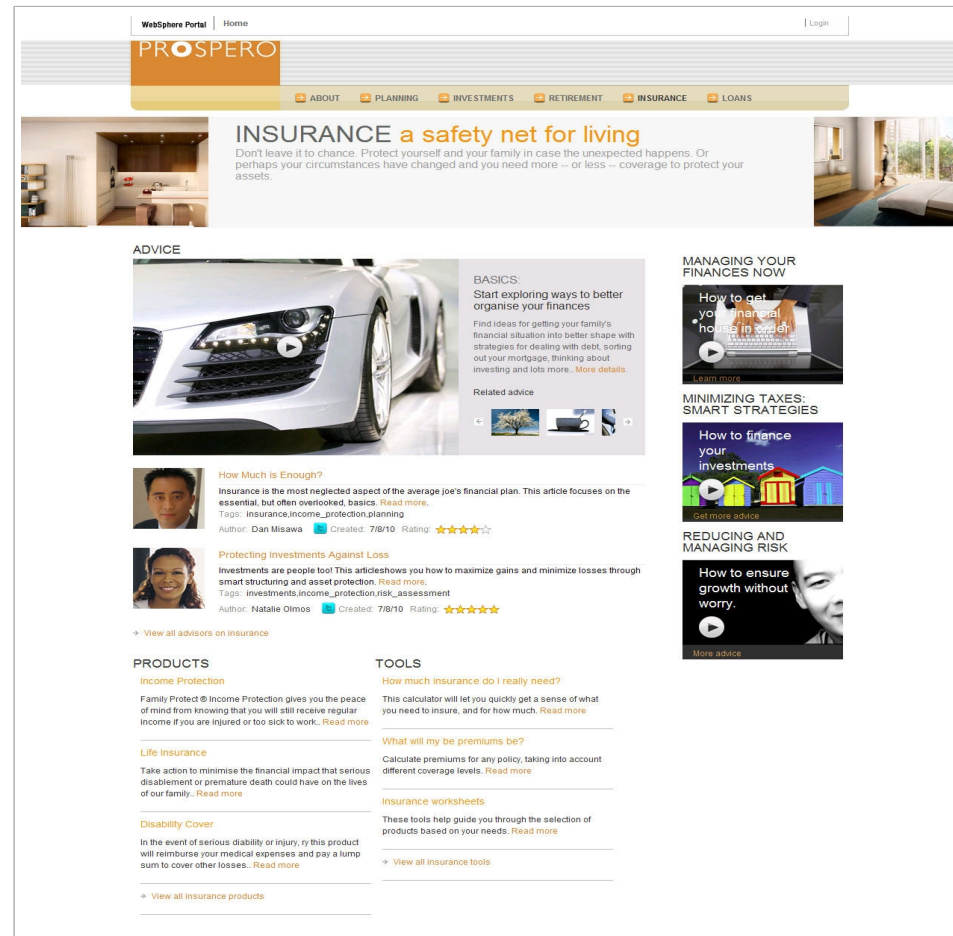 WebSphere Portal
Home
Login
PROSPERO
ABOUT
PLANNING
INVESTMENTS
RETIREMENT
INSURANCE
LOANS
INSURANCE a safety net for living
Don't leave it to chance. Protect yourself and your family in case the unexpected happens. Or
perhaps your circumstances have changed and you need more -- or less -- coverage to protect your
assets.
ADVICE
BASICS:
Start exploring ways to better
organise your finances
Find ideas for getting your family's
financial situation into better shape with
strategies for dealing with debt, sorting
out your mortgage, thinking about
investing and lots more.. More details.
Related advice
How Much is Enough?
Insurance is the most neglected aspect of the average joe's financial plan. This article focuses on the
essential, but often overlooked, basics. Read more.
Tags: insurance,income_protection,planning
Author: Dan Misawa Created: 7/8/10 Rating:
Protecting Investments Against Loss
Investments are people too! This articleshows you how to maximize gains and minimize losses through
smart structuring and asset protection. Read more.
Tags: investments,income_protection,risk_assessment
Author: Natalie Olmos Created: 7/8/10 Rating:
View all advisors on insurance
PRODUCTS
Income Protection
Family Protect ® Income Protection gives you the peace
of mind from knowing that you will still receive regular
income if you are injured or too sick to work.. Read more
Life Insurance
Take action to minimise the financial impact that serious
disablement or premature death could have on the lives
of our family.. Read more
Disability Cover
In the event of serious diability or injury, ry this product
will reimburse your medical expenses and pay a lump
sum to cover other losses.. Read more
View all insurance products
TOOLS
How much insurance do I really need?
This calculator will let you quickly get a sense of what
you need to insure, and for how much. Read more
What will my be premiums be?
Calculate premiums for any policy, taking into account
different coverage levels. Read more
Insurance worksheets
These tools help guide you through the selection of
products based on your needs. Read more
View all insurance tools
MANAGING YOUR
FINANCES NOW
How to get
your financial
house in order
Learn more
MINIMIZING TAXES:
SMART STRATEGIES
How to finance
your
investments
Get more advice
REDUCING AND
MANAGING RISK
How to ensure
growth without
worry.
More advice